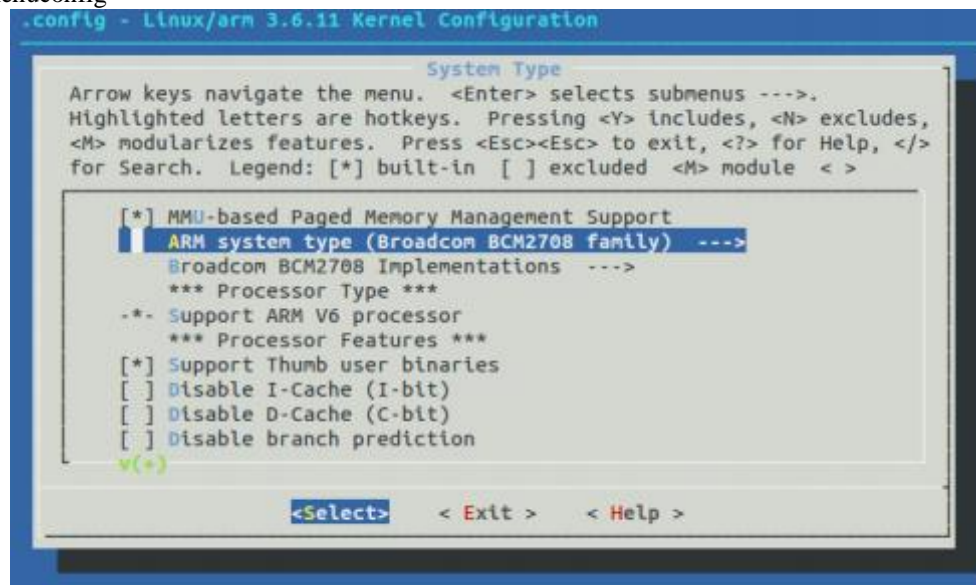 menuconfig
.config - Linux/arm 3.6.11 Kernel Configuration
System Type
Arrow keys navigate the menu.  <Enter> selects submenus --->.
Highlighted letters are hotkeys.  Pressing <Y> includes, <N> excludes,
<M> modularizes features.  Press <Esc><Esc> to exit, <?> for Help, </>
for Search.  Legend: [*] built-in  [ ] excluded  <M> module  < >
[*] MMU-based Paged Memory Management Support
ARM system type (Broadcom BCM2708 family)  --->
Broadcom BCM2708 Implementations  --->
*** Processor Type ***
-*- Support ARM V6 processor
*** Processor Features ***
[*] Support Thumb user binaries
[ ] Disable I-Cache (I-bit)
[ ] Disable D-Cache (C-bit)
[ ] Disable branch prediction
v(+)
<Select>    < Exit >    < Help >